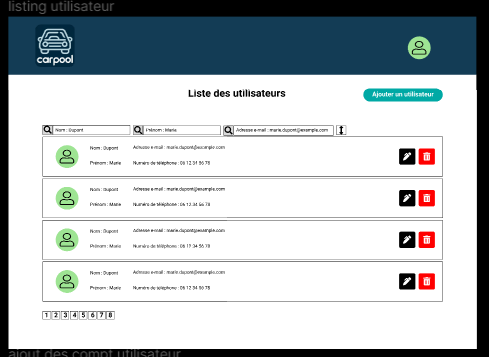 listing utilisateur
carpool
Liste des utilisateurs
Ajouter un utilisateur
Nom : Dupont
Prénom : Marie
Adresse e-mail : marie.dupont@example.com
Nom : Dupont
Adresse e-mail : marie.dupont@example.com
Prénom : Marie
Numéro de téléphone : 06 12 34 56 78
Nom : Dupont
Adresse e-mail : marie.dupont@example.com
Prénom : Marie
Numéro de téléphone : 06 12 34 56 78
Nom : Dupont
Adresse e-mail : marie.dupont@example.com
Prénom : Marie
Numéro de téléphone : 06 12 34 56 78
Nom : Dupont
Adresse e-mail : marie.dupont@example.com
Prénom : Marie
Numéro de téléphone : 06 12 34 56 78
1 2 3 4 5 6 7 8
ajout des compt utilisateur